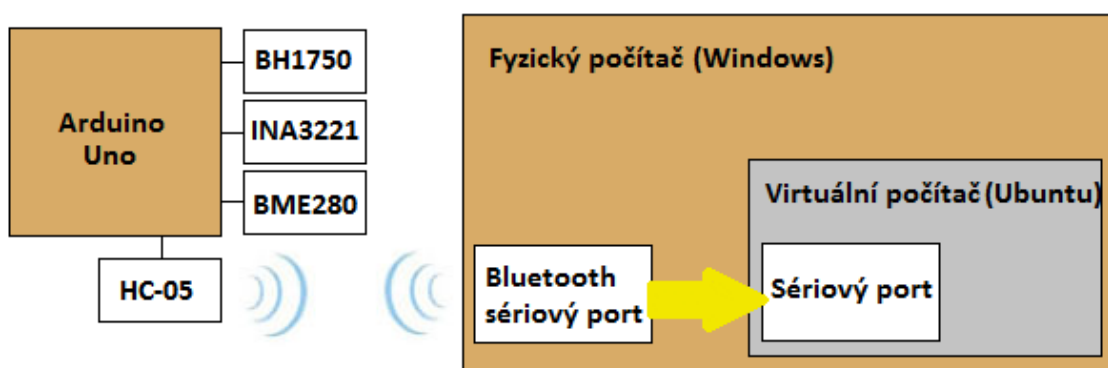 Arduino
Uno
BH1750
INA3221
BME280
HC-05
Fyzický počítač (Windows)
Virtuální počítač (Ubuntu)
Bluetooth
sériový port
Sériový port